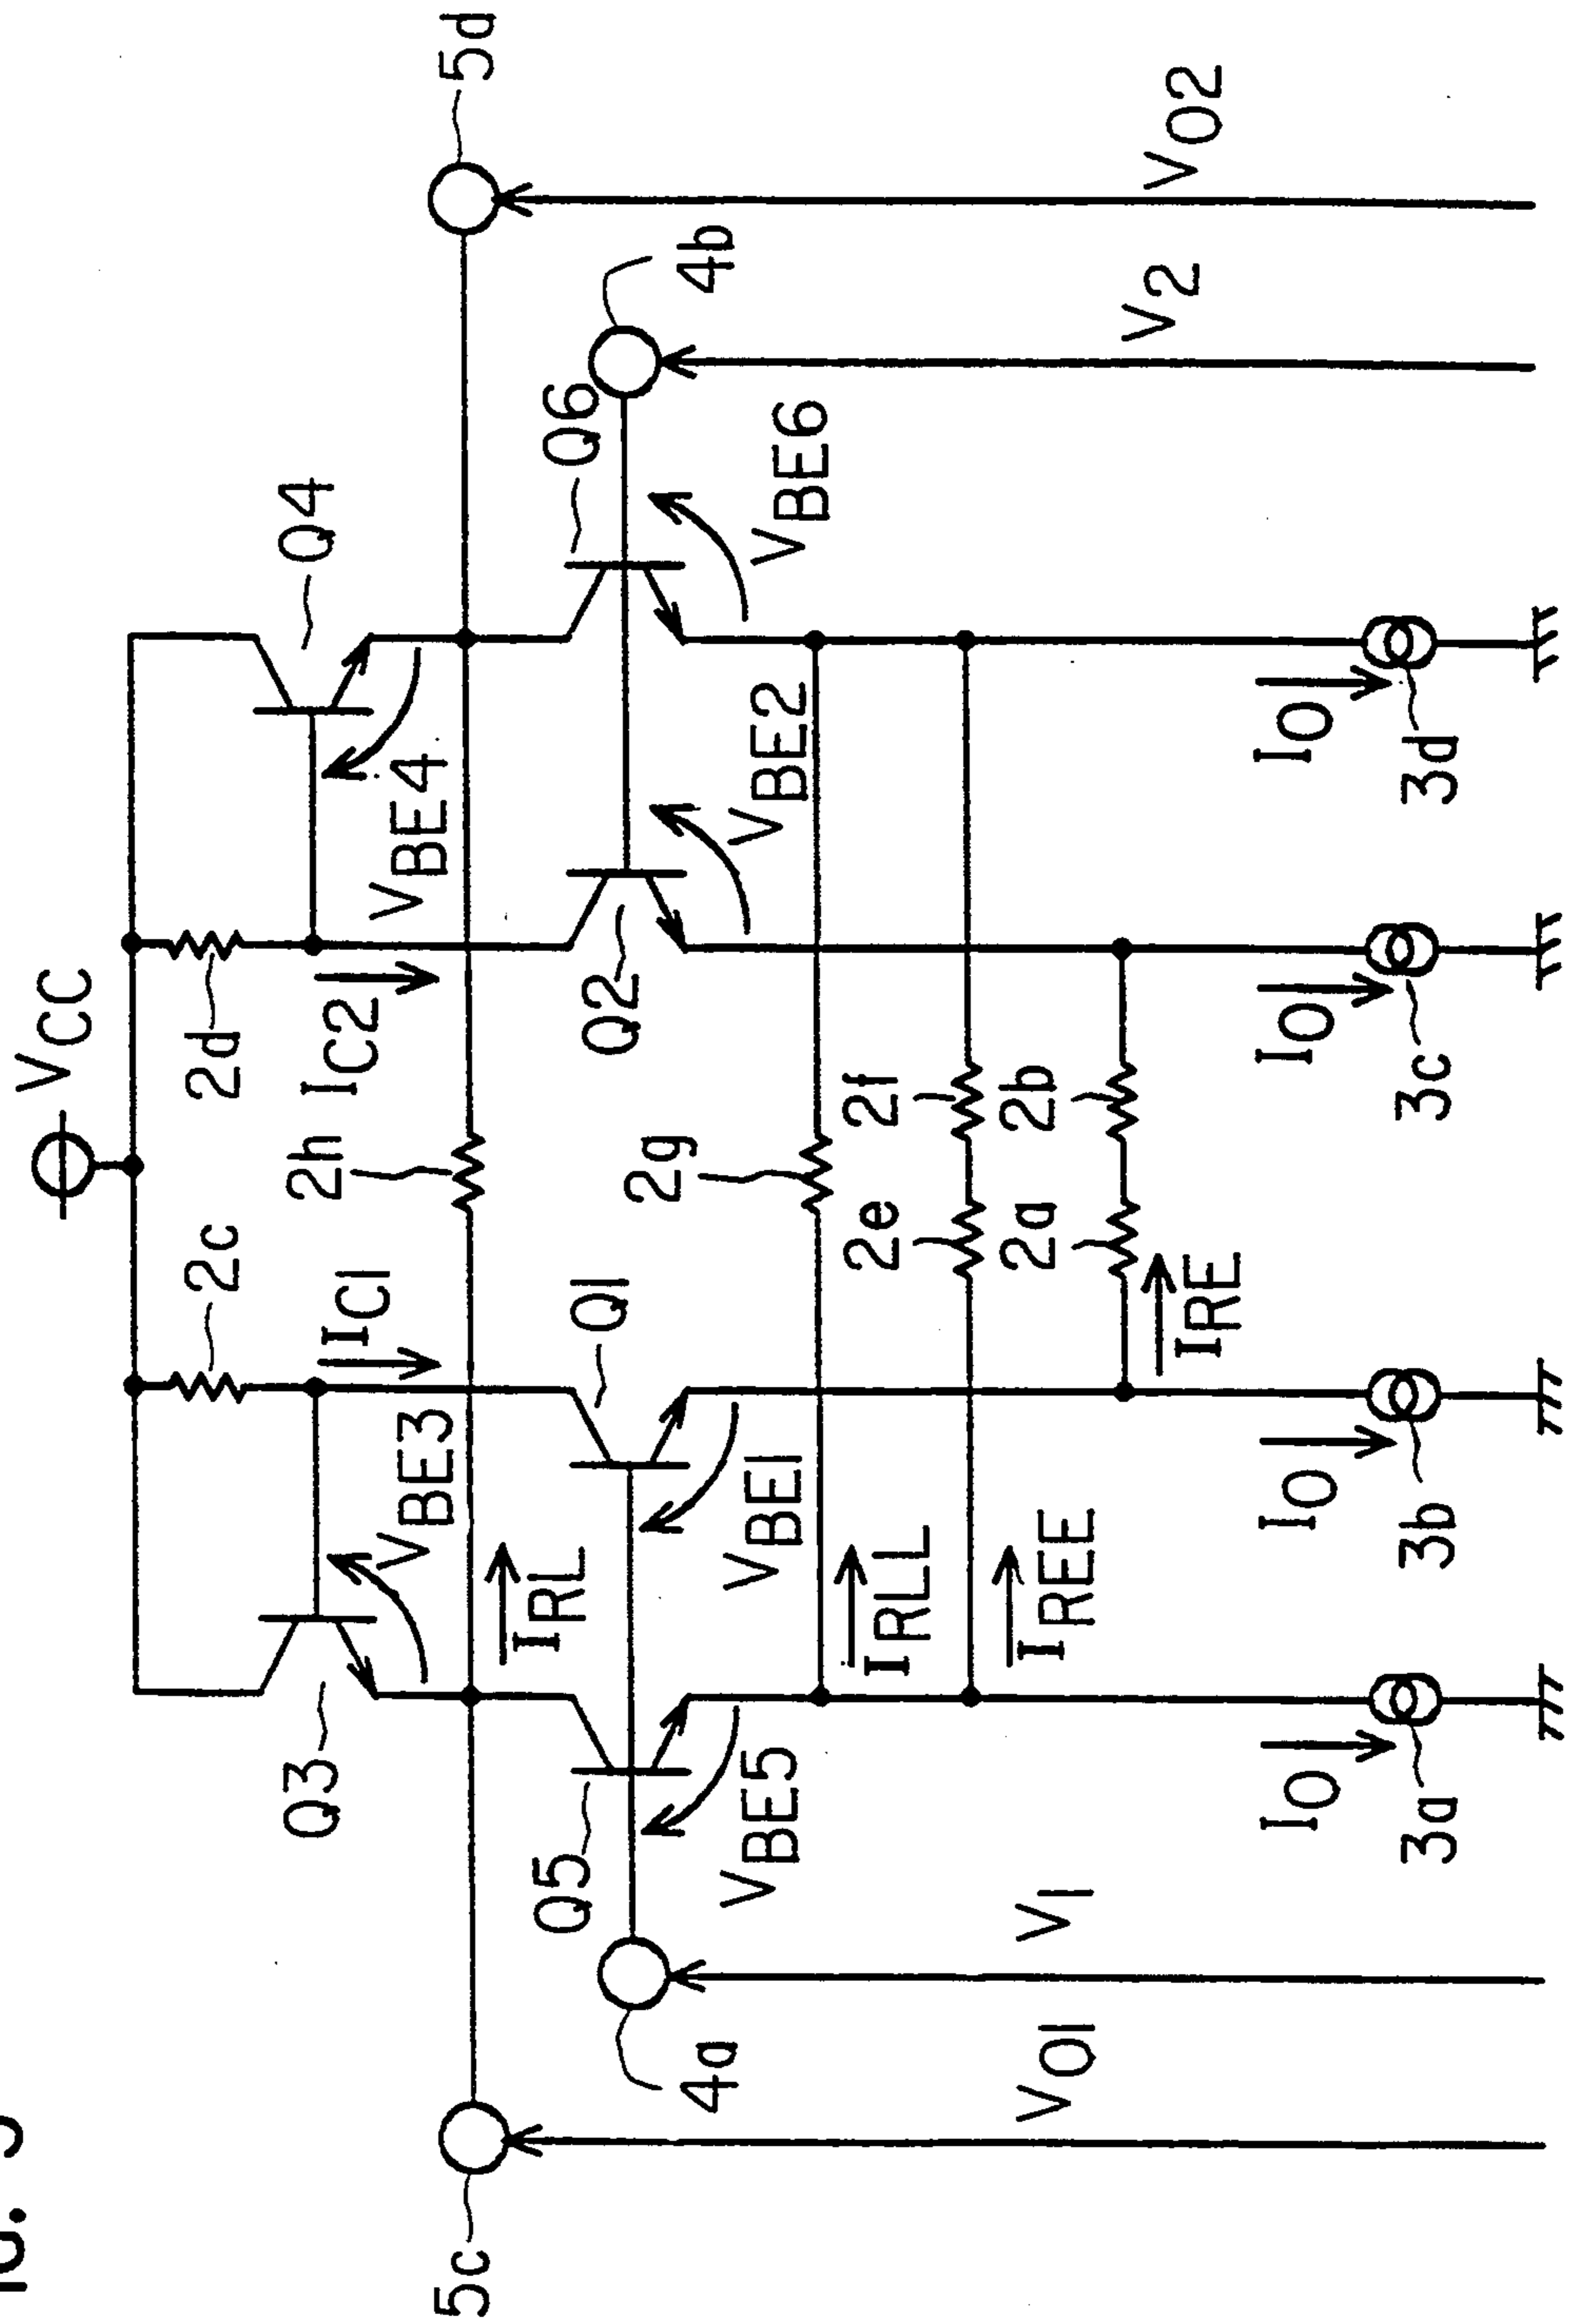 VCC
2c
2d
Q3
VBE3
IC1
IC2
VBE4
Q4
2h
5c
5d
IRL
Q5
Q1
Q2
Q6
4a
4b
VBE5
VBE1
VBE2
VBE6
2g
IRLL
2e
2f
IREE
2a
2b
IRE
VO1
V1
V2
VO2
IO
IO
IO
IO
3a
3b
3c
3d